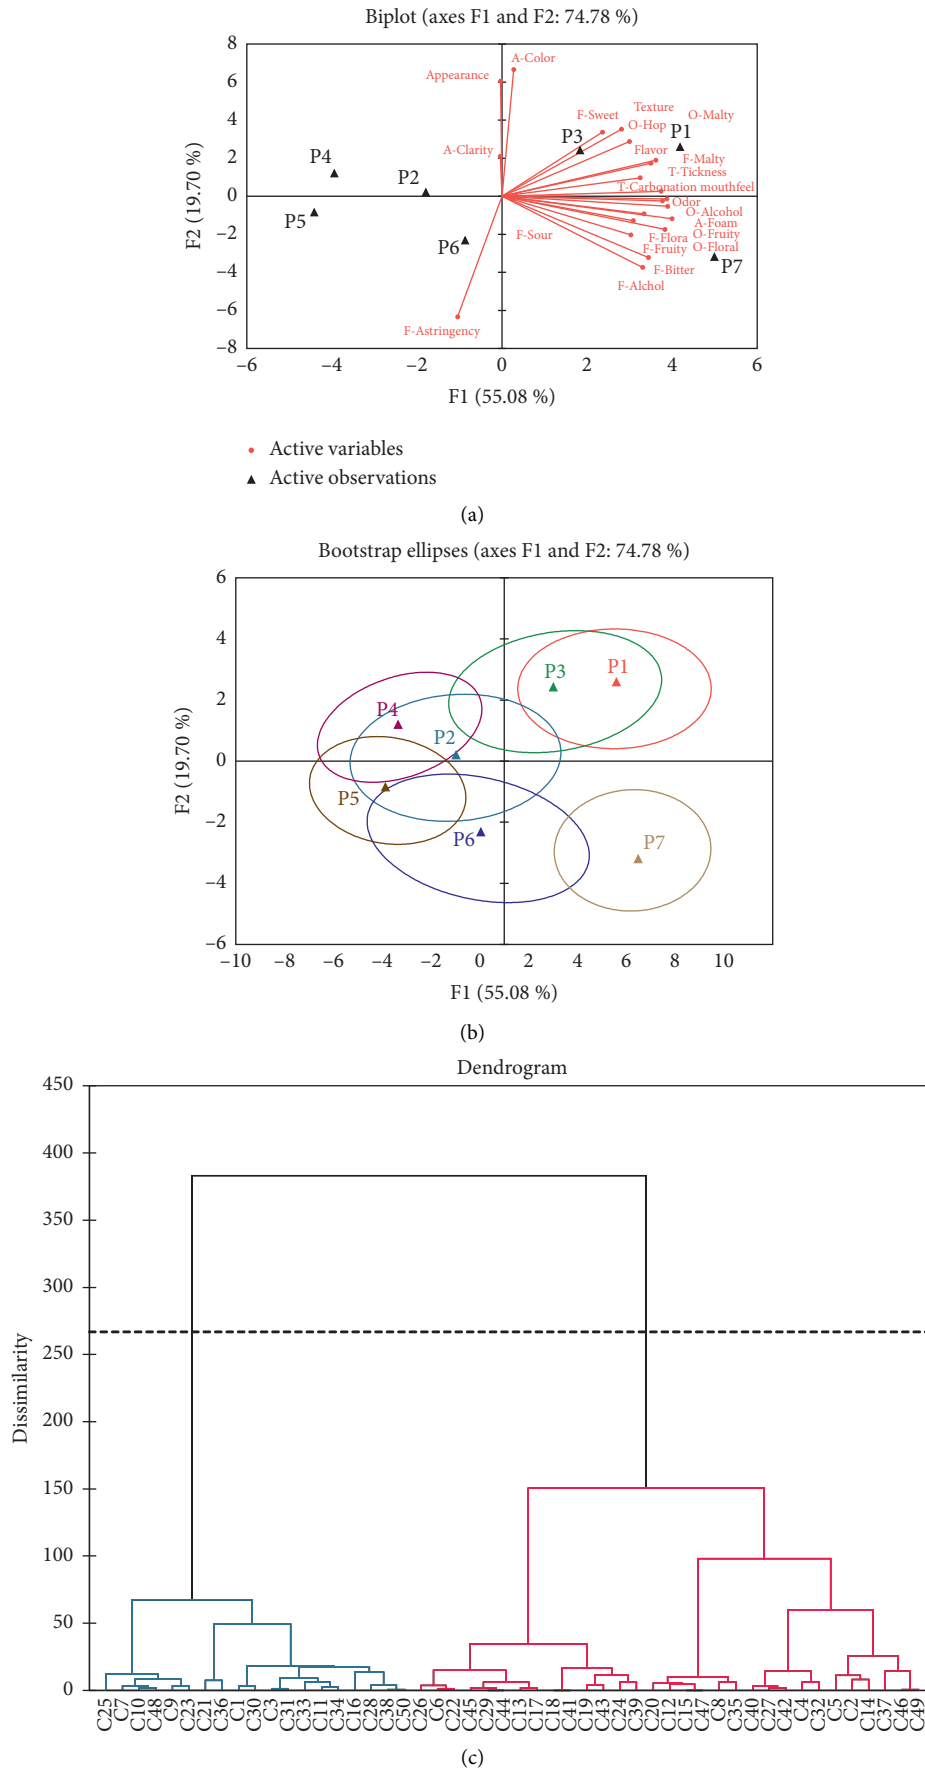 Biplot (axes F1 and F2: 74.78 %)
8
A-Color
Appearance
6
4
Texture
F-Sweet
O-Malty
O-Hop
P3
P1
2
A-Clarity
Flavor
F-Malty
P4
T-Tickness
P2
T-Carbonation mouthfeel
0
Odor
O-Alcohol
P5
A-Foam
−2
F-Sour
F-Flora
O-Fruity
P6
F-Fruity
O-Floral
P7
F-Bitter
−4
F-Alchol
−6
F-Astringency
−8
F2 (19.70 %)
−6 −4 −2 0 2 4 6
F1 (55.08 %)
Active variables
Active observations
(a)
Bootstrap ellipses (axes F1 and F2: 74.78 %)
6
4
P3 P1
2
P4
P2
0
P5
−2
P6 P7
−4
−6
F2 (19.70 %)
−10 −8 −6 −4 −2 0 2 4 6 8 10
F1 (55.08 %)
(b)
Dendrogram
450
400
350
300
250
200
150
100
50
0
Dissimilarity
C25 C7 C10 C48 C9 C23 C21 C36 C1 C30 C3 C31 C33 C11 C34 C16 C28 C38 C50 C26 C6 C22 C45 C29 C44 C13 C17 C18 C41 C19 C43 C24 C39 C20 C12 C15 C47 C8 C35 C40 C27 C42 C4 C32 C5 C2 C14 C37 C46 C49
(c)